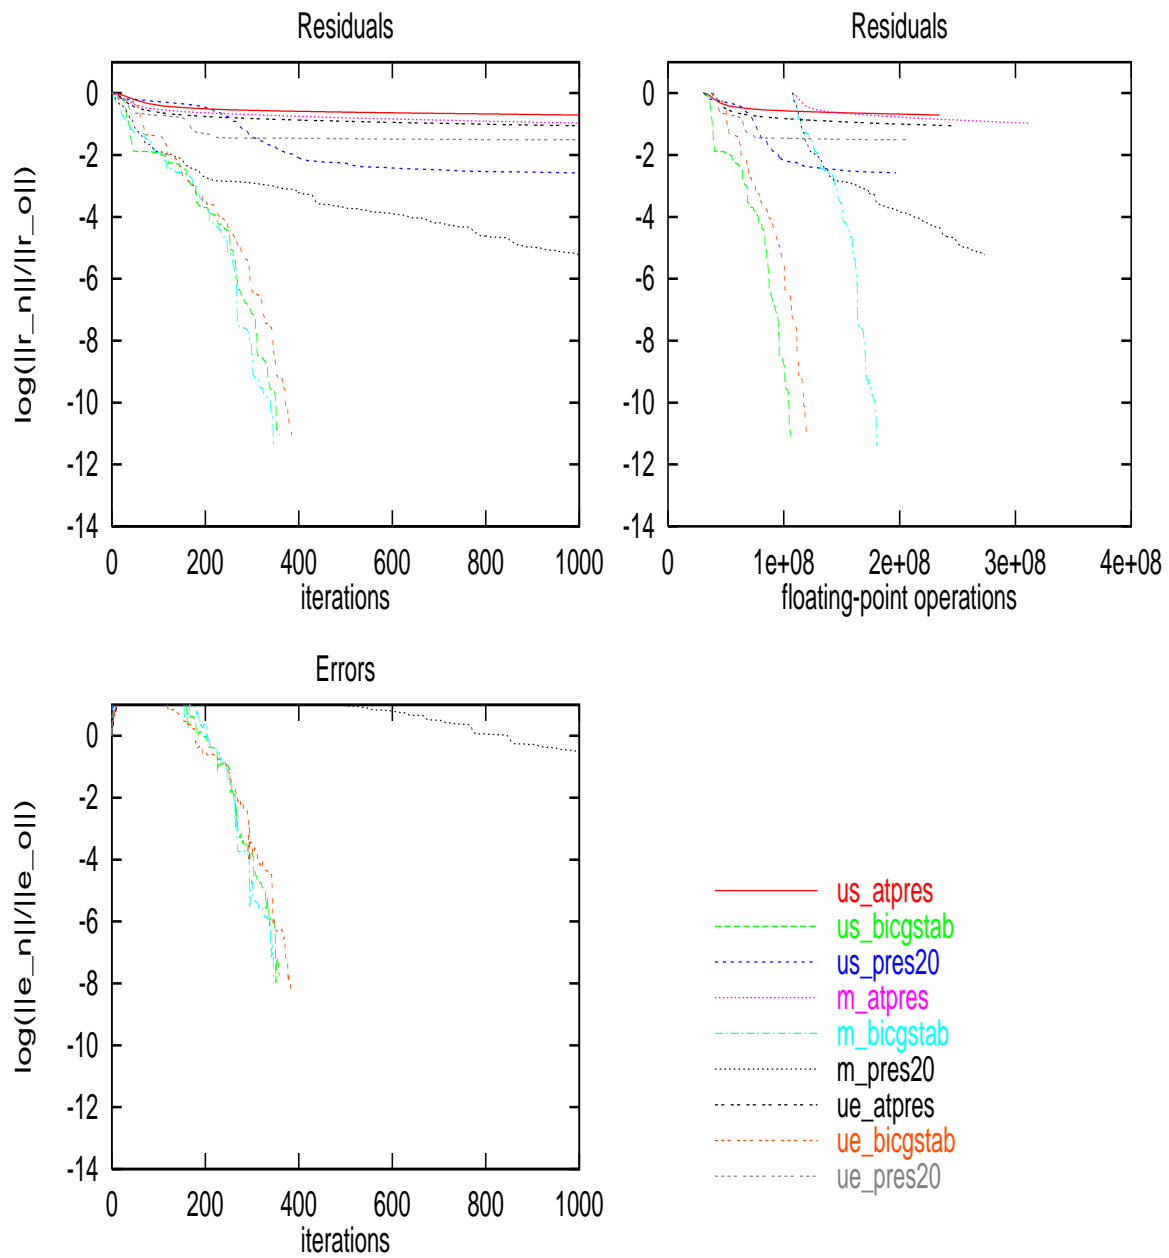 Residuals
0
-2
-4
-6
-8
-10
-12
-14
log(||r_n||/||r_o||)
0 200 400 600 800 1000
iterations
Residuals
0
-2
-4
-6
-8
-10
-12
-14
0 1e+08 2e+08 3e+08 4e+08
floating-point operations
Errors
0
-2
-4
-6
-8
-10
-12
-14
log(||e_n||/||e_o||)
0 200 400 600 800 1000
iterations
us_atpres
us_bicgstab
us_pres20
m_atpres
m_bicgstab
m_pres20
ue_atpres
ue_bicgstab
ue_pres20